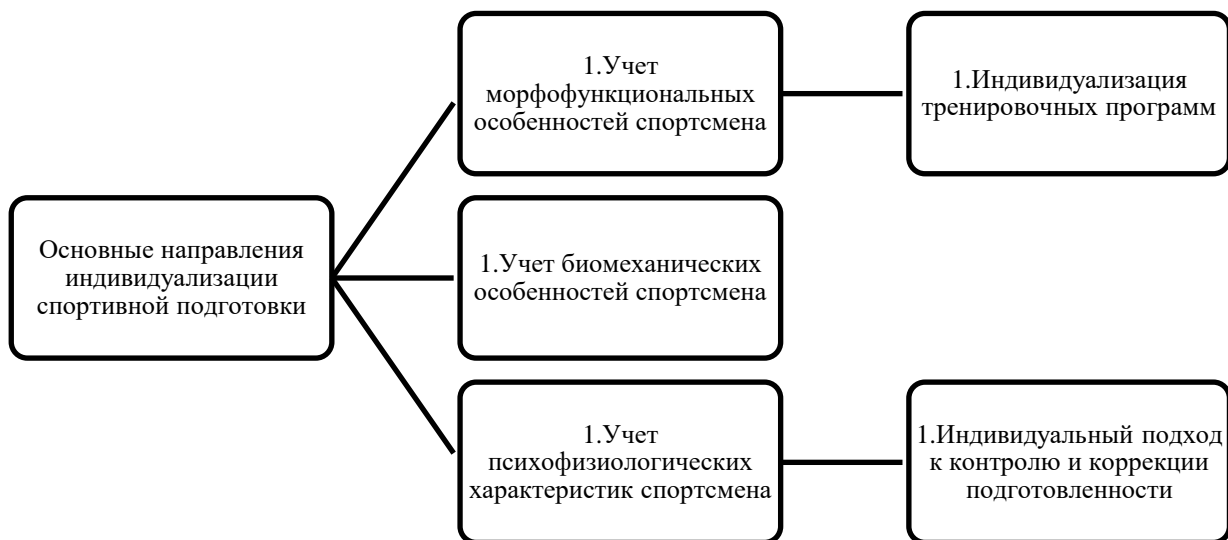 Основные направления
индивидуализации
спортивной подготовки
1.Учет
морфофункциональных
особенностей спортсмена
1.Индивидуализация
тренировочных программ
1.Учет биомеханических
особенностей спортсмена
1.Учет
психофизиологических
характеристик спортсмена
1.Индивидуальный подход
к контролю и коррекции
подготовленности